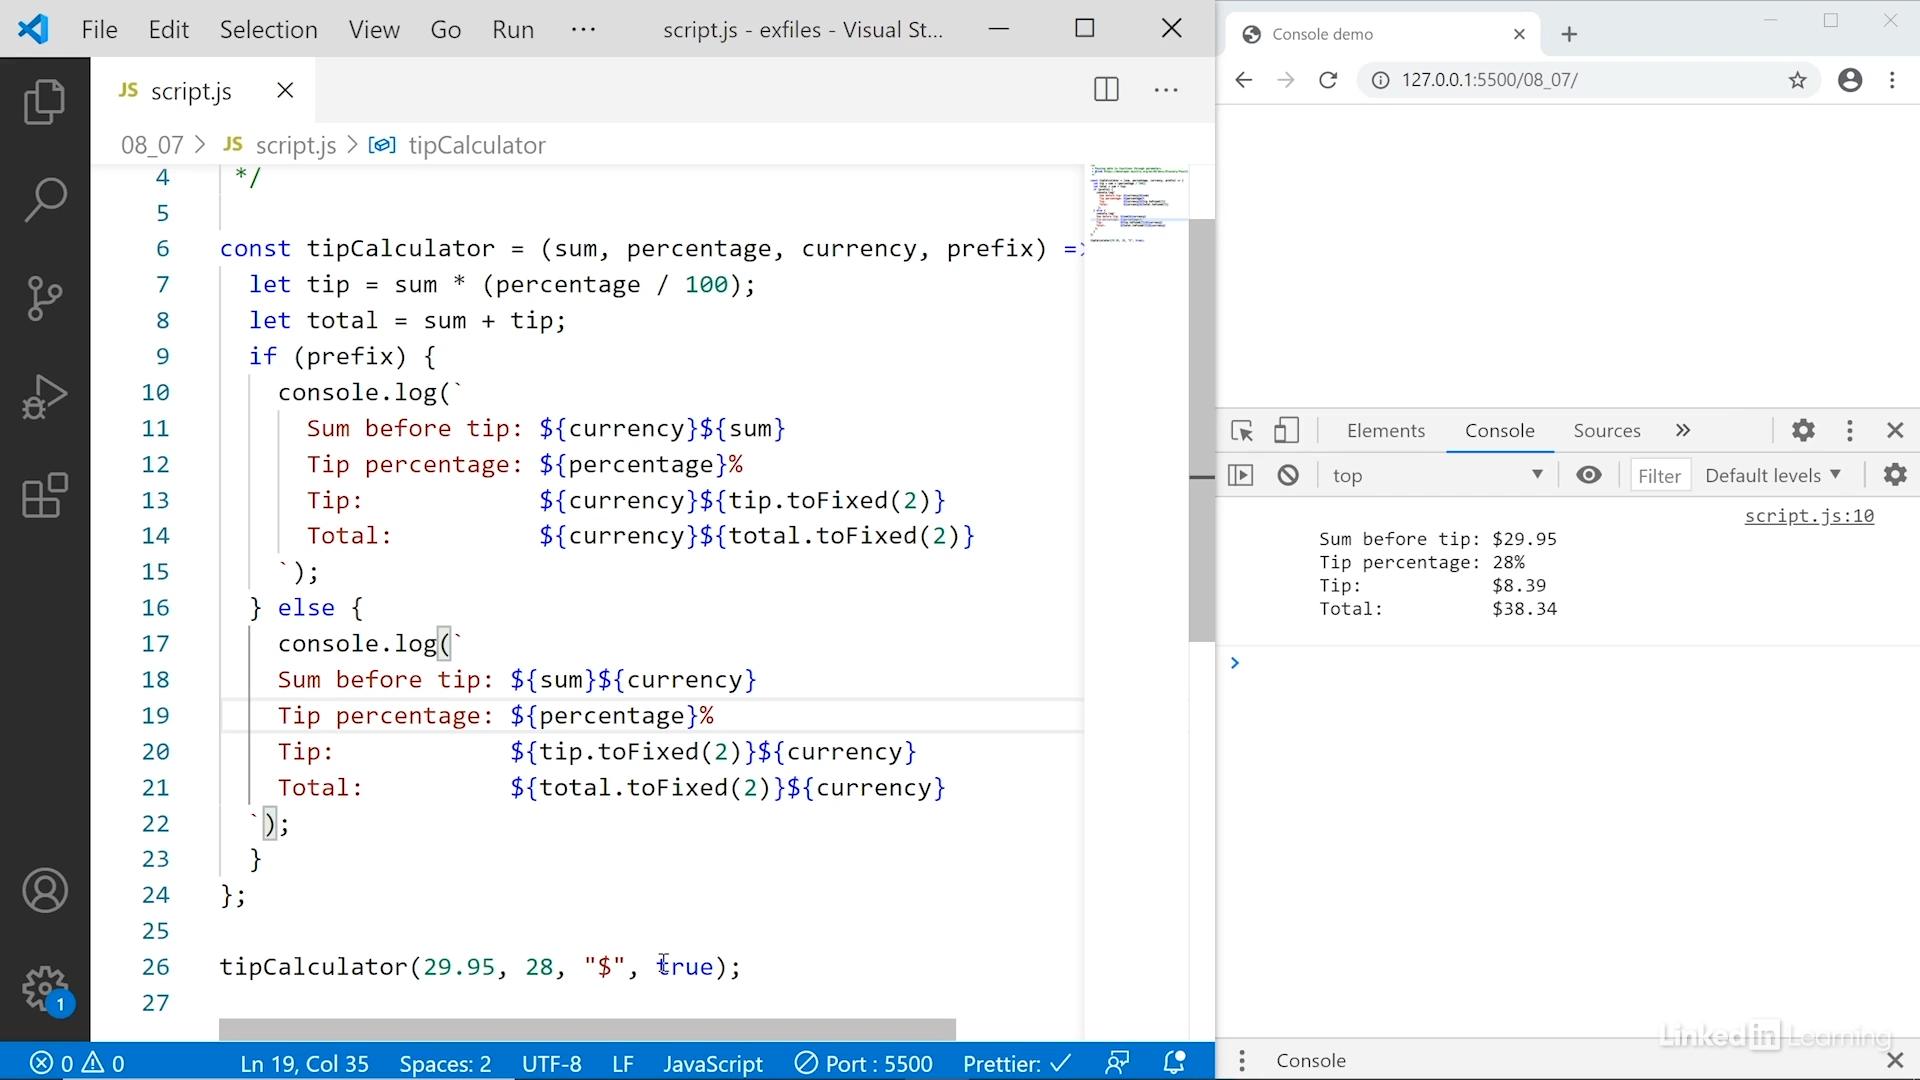 File Edit Selection View Go Run ··· script.js - exfiles - Visual St...
JS script.js
08_07 > JS script.js > tipCalculator
4 */
5
6 const tipCalculator = (sum, percentage, currency, prefix) =>
7 let tip = sum * (percentage / 100);
8 let total = sum + tip;
9 if (prefix) {
10 console.log(`
11 Sum before tip: ${currency}${sum}
12 Tip percentage: ${percentage}%
13 Tip: ${currency}${tip.toFixed(2)}
14 Total: ${currency}${total.toFixed(2)}
15 `);
16 } else {
17 console.log(`
18 Sum before tip: ${sum}${currency}
19 Tip percentage: ${percentage}%
20 Tip: ${tip.toFixed(2)}${currency}
21 Total: ${total.toFixed(2)}${currency}
22 `);
23 }
24 };
25
26 tipCalculator(29.95, 28, "$", true);
27
1
0 0 Ln 19, Col 35 Spaces: 2 UTF-8 LF JavaScript Port : 5500 Prettier: ✓
Console demo
127.0.0.1:5500/08_07/
Elements Console Sources »
top Filter Default levels
script.js:10
Sum before tip: $29.95
Tip percentage: 28%
Tip: $8.39
Total: $38.34
>
Console
Linked in Learning